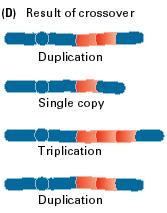 (D) Result of crossover
Duplication
Single copy
Triplication
Duplication